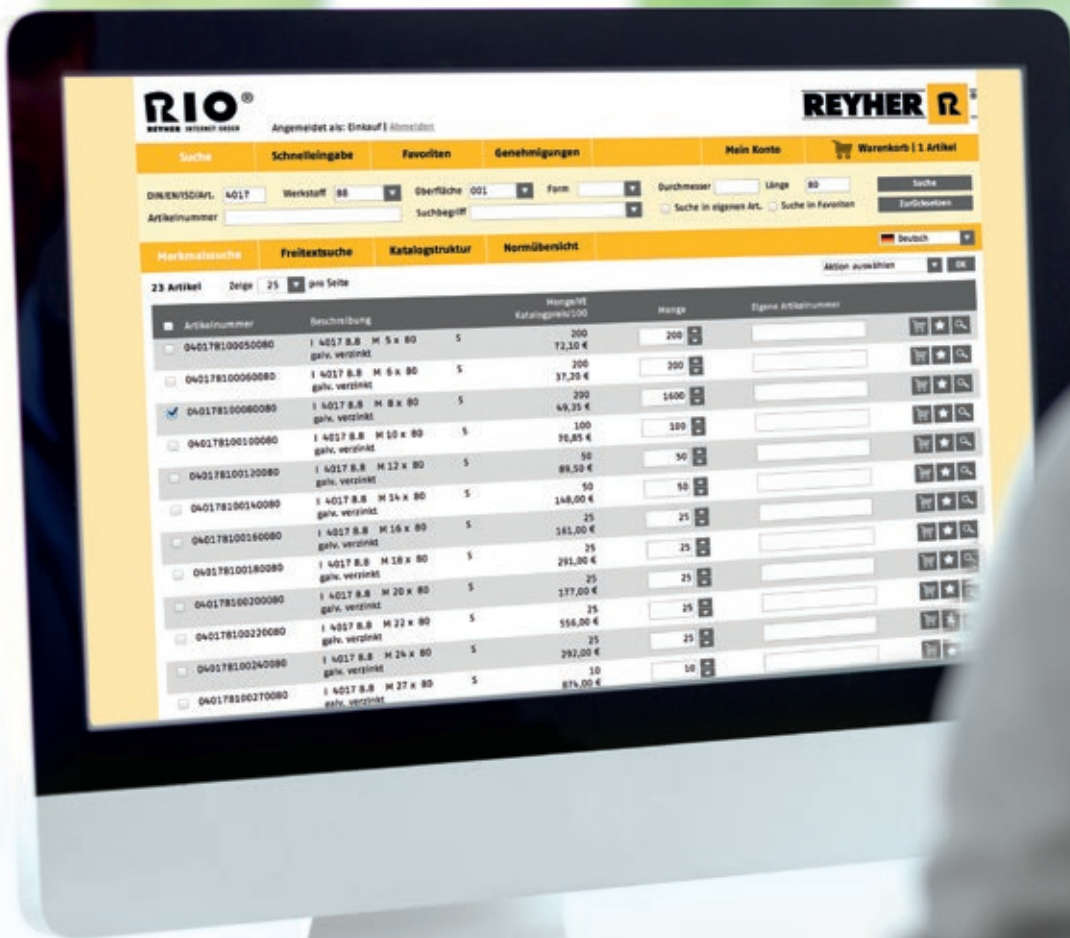 RIO®
REYHER INTERNET ORDER
REYHER R
Angemeldet als: Einkauf | Abmelden
Suche Schnelleingabe Favoriten Genehmigungen Mein Konto Warenkorb | 1 Artikel
DIN/EN/ISO/Art. 4017 Werkstoff 88 Oberfläche 001 Form Durchmesser Länge 80 Suche
Artikelnummer Suchbegriff Suche in eigenen Art. Suche in Favoriten Zurücksetzen
Merkmalssuche Freitextsuche Katalogstruktur Normübersicht Deutsch
23 Artikel Zeige 25 pro Seite Aktion auswählen OK
Artikelnummer Beschreibung Menge/VE Menge Eigene Artikelnummer
Katalogpreis/100
040178100050080 I 4017 8.8 M 5 x 80 S 200 200
galv. verzinkt 72,10 €
040178100060080 I 4017 8.8 M 6 x 80 S 200 200
galv. verzinkt 37,20 €
040178100080080 I 4017 8.8 M 8 x 80 S 200 1600
galv. verzinkt 49,35 €
040178100100080 I 4017 8.8 M 10 x 80 S 100 100
galv. verzinkt 70,85 €
040178100120080 I 4017 8.8 M 12 x 80 S 50 50
galv. verzinkt 89,50 €
040178100140080 I 4017 8.8 M 14 x 80 S 50 50
galv. verzinkt 148,00 €
040178100160080 I 4017 8.8 M 16 x 80 S 25 25
galv. verzinkt 161,00 €
040178100180080 I 4017 8.8 M 18 x 80 S 25 25
galv. verzinkt 291,00 €
040178100200080 I 4017 8.8 M 20 x 80 S 25 25
galv. verzinkt 177,00 €
040178100220080 I 4017 8.8 M 22 x 80 S 25 25
galv. verzinkt 556,00 €
040178100240080 I 4017 8.8 M 24 x 80 S 25 25
galv. verzinkt 292,00 €
040178100270080 I 4017 8.8 M 27 x 80 S 10
galv. verzinkt 874,00 €